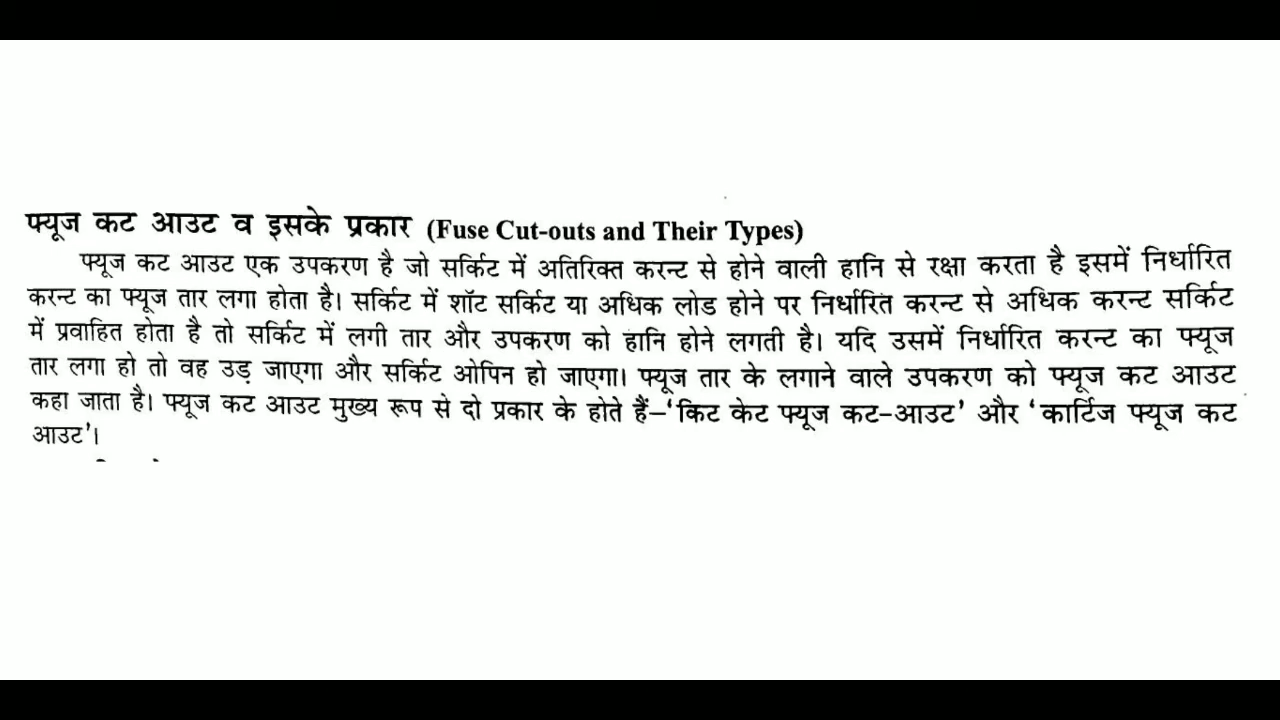 फ्यूज कट आउट व इसके प्रकार (Fuse Cut-outs and Their Types)
फ्यूज कट आउट एक उपकरण है जो सर्किट में अतिरिक्त करन्ट से होने वाली हानि से रक्षा करता है इसमें निर्धारित
करन्ट का फ्यूज तार लगा होता है। सर्किट में शॉट सर्किट या अधिक लोड होने पर निर्धारित करन्ट से अधिक करन्ट सर्किट
में प्रवाहित होता है तो सर्किट में लगी तार और उपकरण को हानि होने लगती है। यदि उसमें निर्धारित करन्ट का फ्यूज
तार लगा हो तो वह उड़ जाएगा और सर्किट ओपिन हो जाएगा। फ्यूज तार के लगाने वाले उपकरण को फ्यूज कट आउट
कहा जाता है। फ्यूज कट आउट मुख्य रूप से दो प्रकार के होते हैं–‘किट केट फ्यूज कट-आउट’ और ‘कार्टिज फ्यूज कट
आउट’।